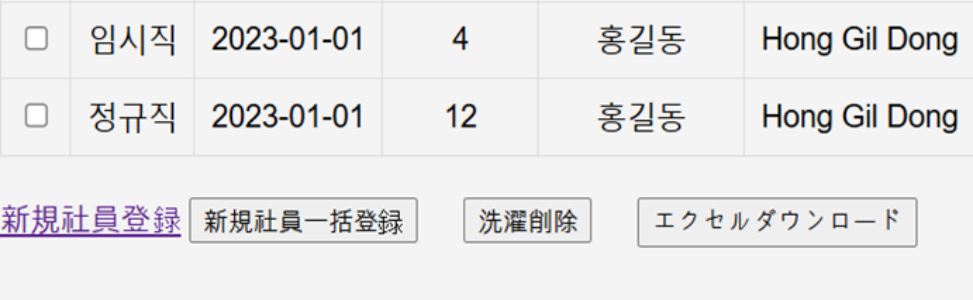 임시직 2023-01-01 4 홍길동 Hong Gil Dong
정규직 2023-01-01 12 홍길동 Hong Gil Dong
新規社員登録 新規社員一括登録 洗濯削除 エクセルダウンロード